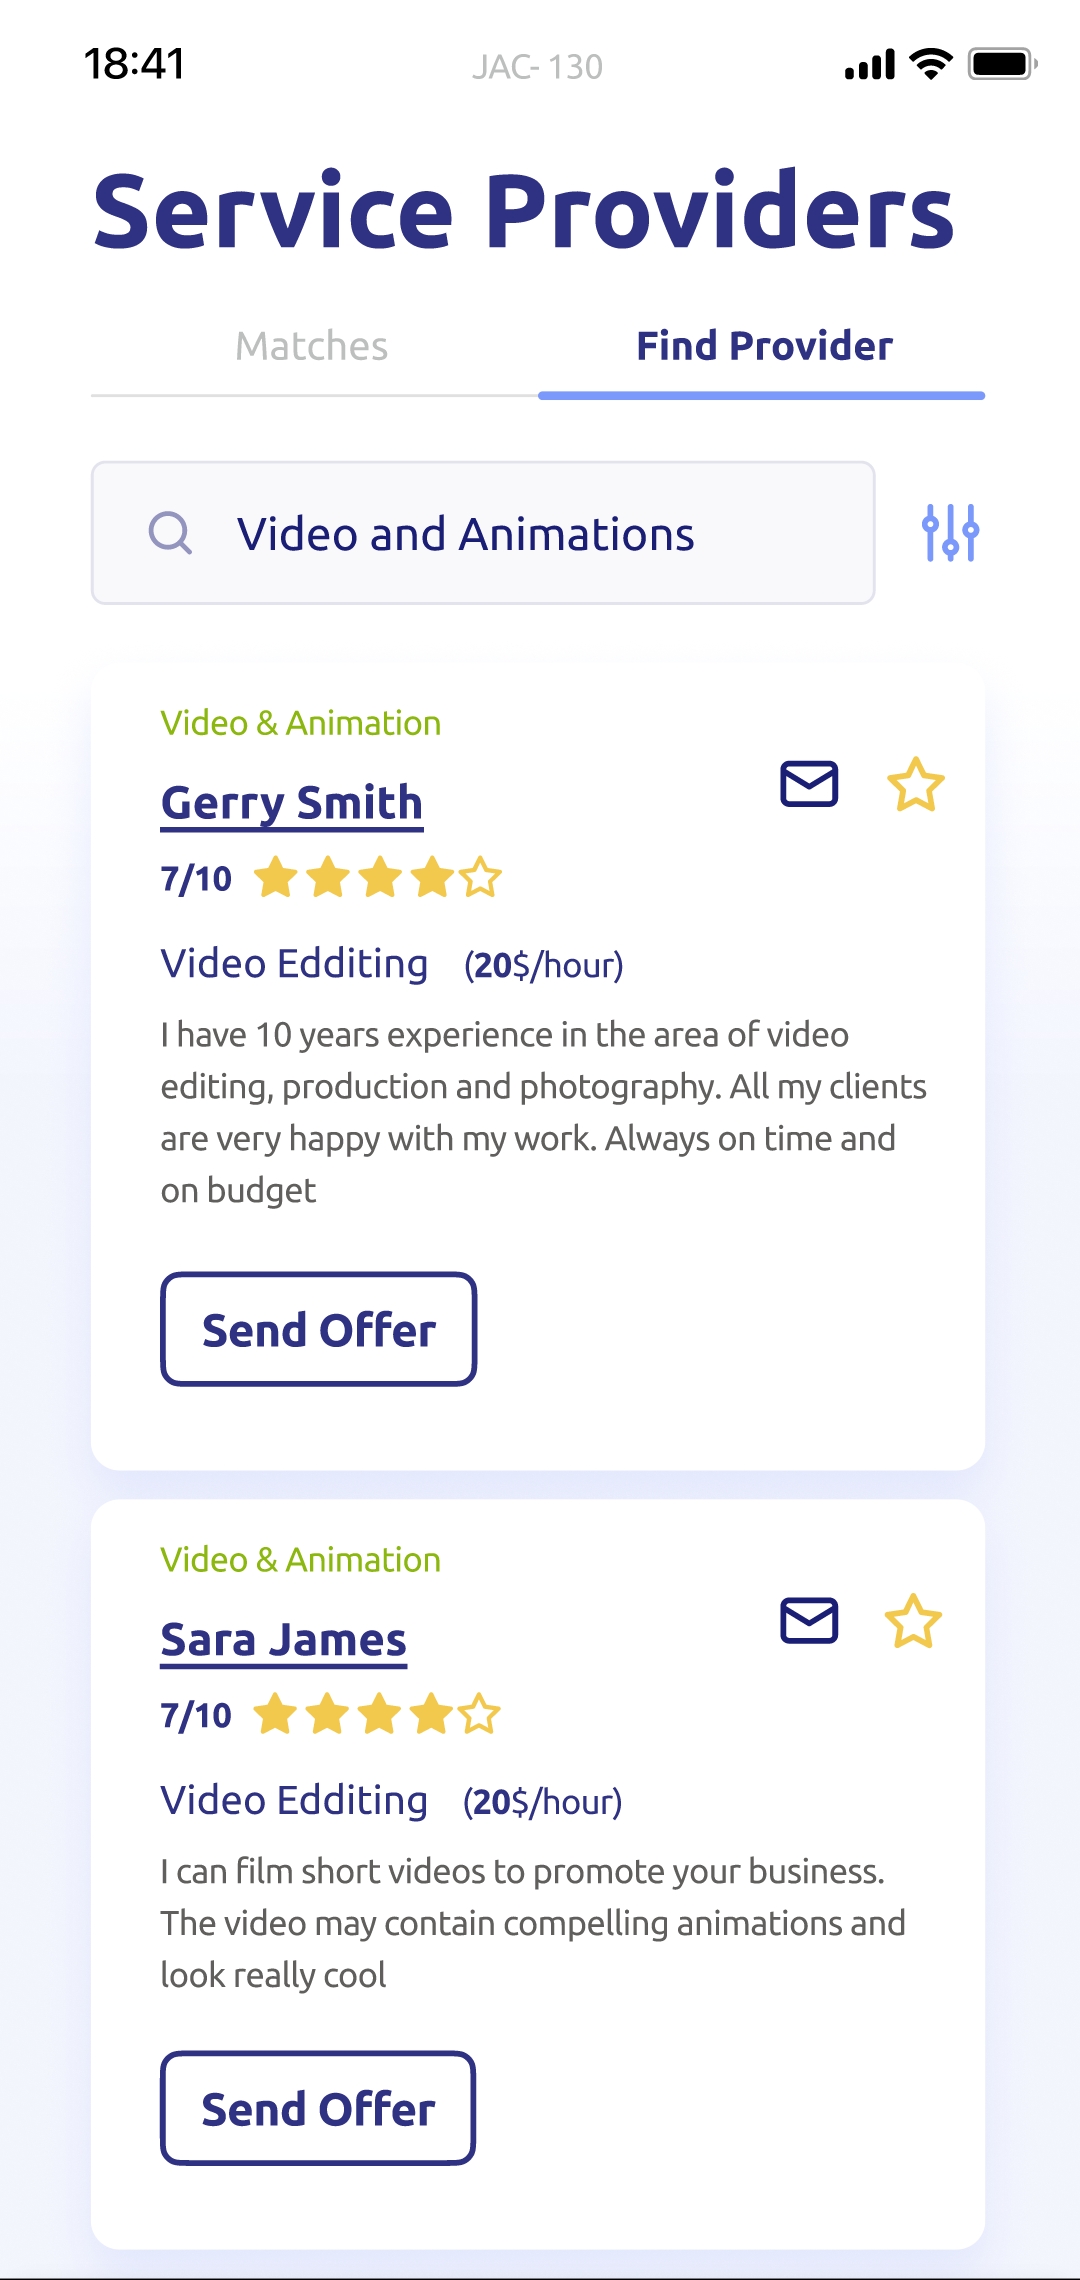 18:41
JAC- 130
Service Providers
Matches
Find Provider
Video and Animations
Video & Animation
Gerry Smith
7/10
Video Edditing (20$/hour)
I have 10 years experience in the area of video
editing, production and photography. All my clients
are very happy with my work. Always on time and
on budget
Send Offer
Video & Animation
Sara James
7/10
Video Edditing (20$/hour)
I can film short videos to promote your business.
The video may contain compelling animations and
look really cool
Send Offer